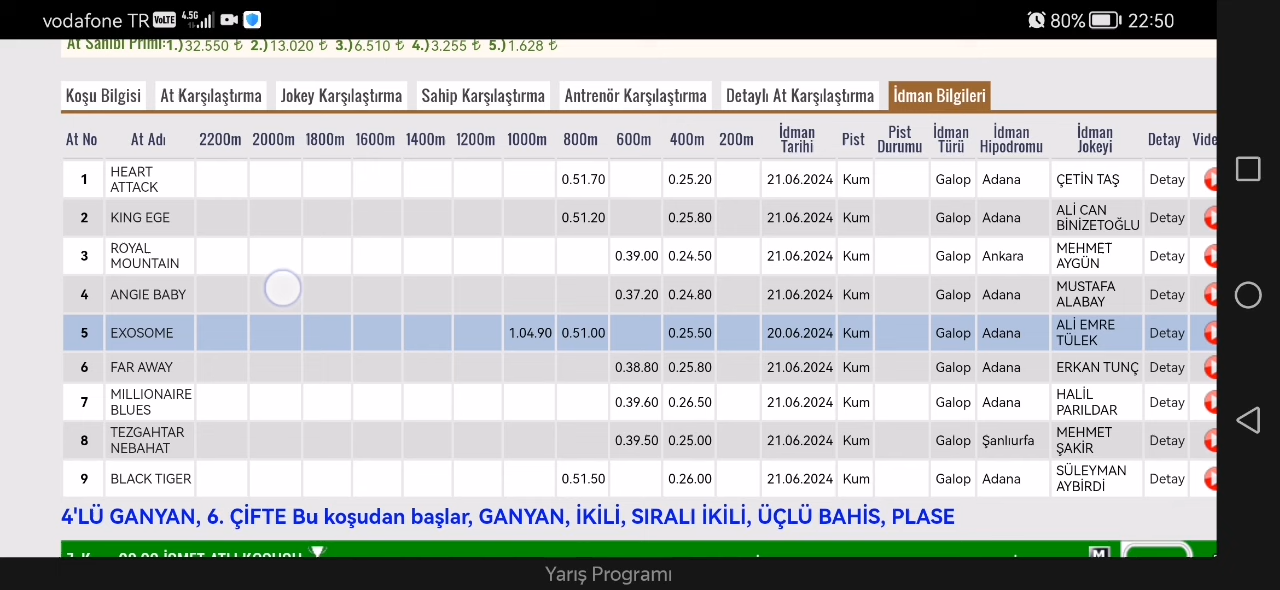 vodafone TR VoLTE 4.5G 80% 22:50
At Sahibi Primi:1.)32.550 ₺ 2.)13.020 ₺ 3.)6.510 ₺ 4.)3.255 ₺ 5.)1.628 ₺
Koşu Bilgisi At Karşılaştırma Jokey Karşılaştırma Sahip Karşılaştırma Antrenör Karşılaştırma Detaylı At Karşılaştırma İdman Bilgileri
At No At Adı 2200m 2000m 1800m 1600m 1400m 1200m 1000m 800m 600m 400m 200m İdman Tarihi Pist Pist Durumu İdman Türü İdman Hipodromu İdman Jokeyi Detay Vide
1 HEART ATTACK 0.51.70 0.25.20 21.06.2024 Kum Galop Adana ÇETİN TAŞ Detay
2 KING EGE 0.51.20 0.25.80 21.06.2024 Kum Galop Adana ALİ CAN BİNİZETOĞLU Detay
3 ROYAL MOUNTAIN 0.39.00 0.24.50 21.06.2024 Kum Galop Ankara MEHMET AYGÜN Detay
4 ANGIE BABY 0.37.20 0.24.80 21.06.2024 Kum Galop Adana MUSTAFA ALABAY Detay
5 EXOSOME 1.04.90 0.51.00 0.25.50 20.06.2024 Kum Galop Adana ALİ EMRE TÜLEK Detay
6 FAR AWAY 0.38.80 0.25.80 21.06.2024 Kum Galop Adana ERKAN TUNÇ Detay
7 MILLIONAIRE BLUES 0.39.60 0.26.50 21.06.2024 Kum Galop Adana HALİL PARILDAR Detay
8 TEZGAHTAR NEBAHAT 0.39.50 0.25.00 21.06.2024 Kum Galop Şanlıurfa MEHMET ŞAKİR Detay
9 BLACK TIGER 0.51.50 0.26.00 21.06.2024 Kum Galop Adana SÜLEYMAN AYBİRDİ Detay
4'LÜ GANYAN, 6. ÇİFTE Bu koşudan başlar, GANYAN, İKİLİ, SIRALI İKİLİ, ÜÇLÜ BAHİS, PLASE
Yarış Programı